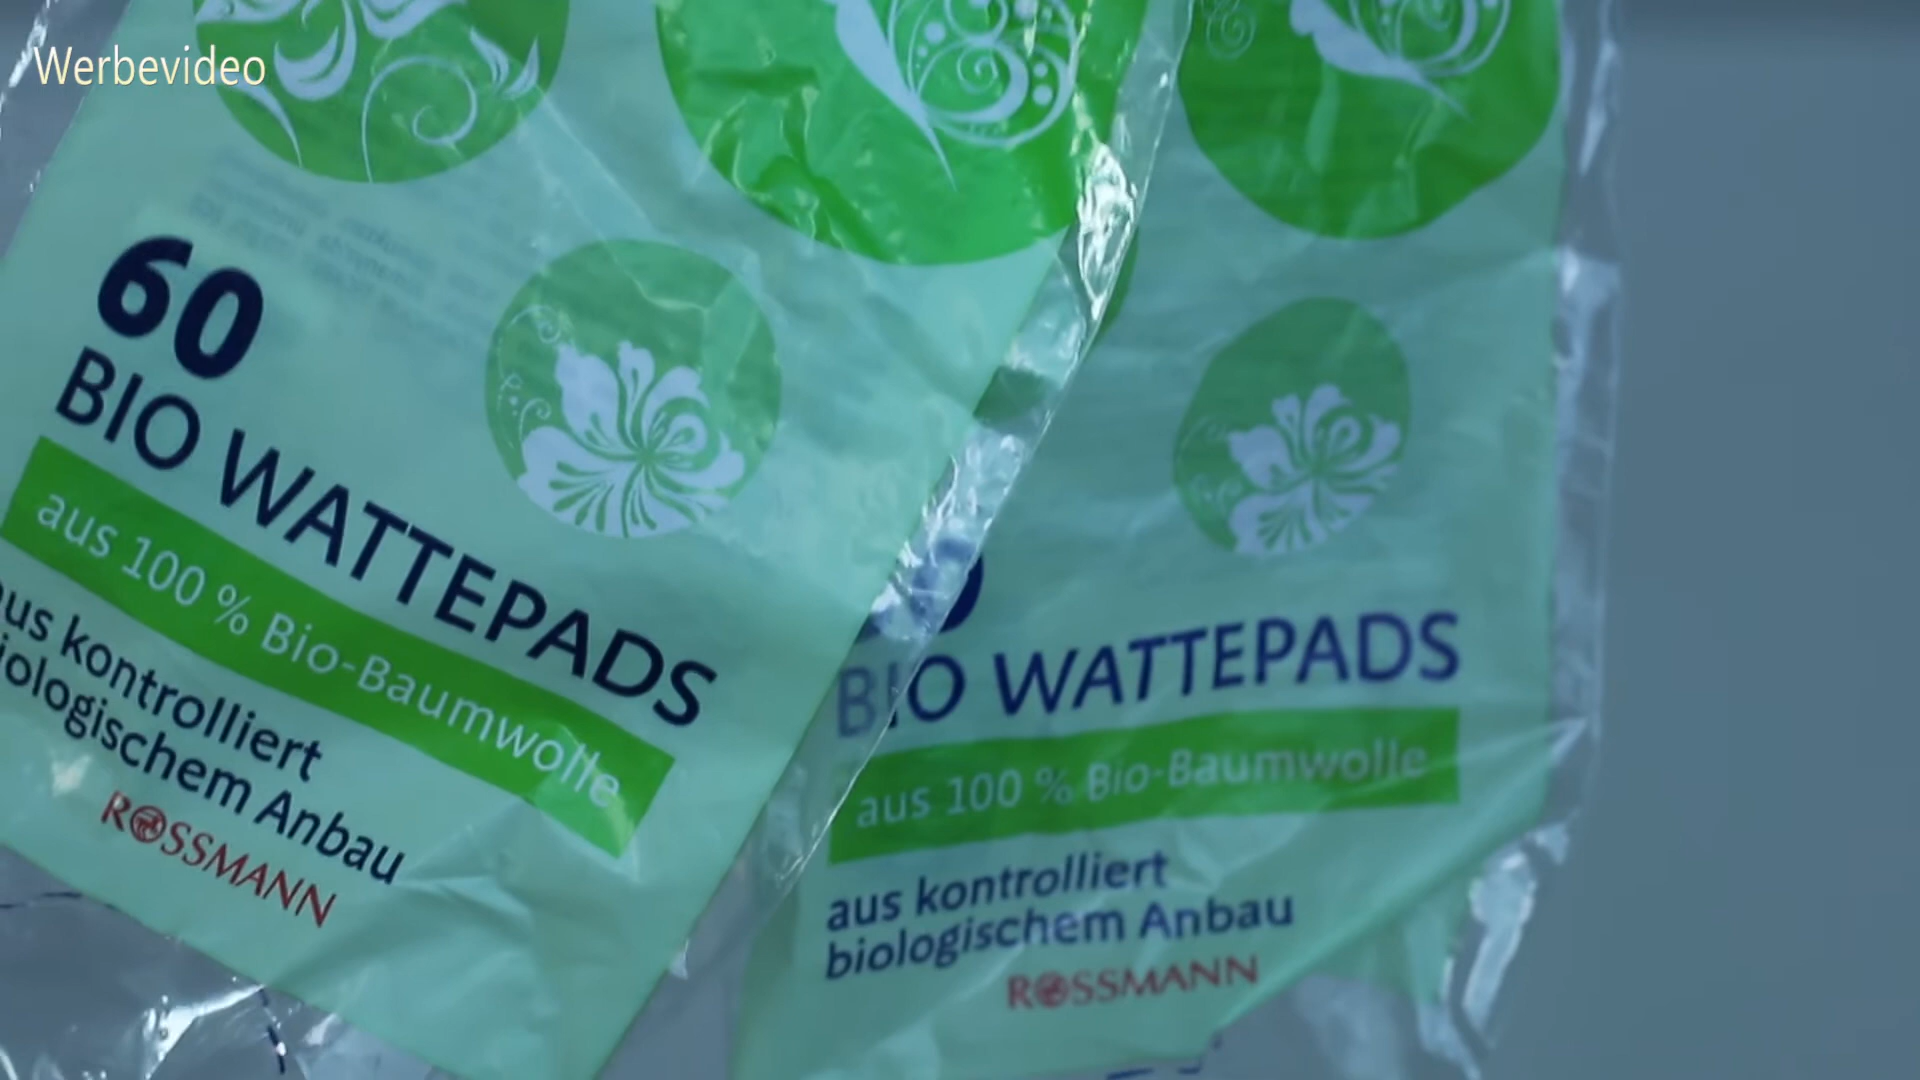 Werbevideo
60
BIO WATTEPADS
aus 100 % Bio-Baumwolle
aus kontrolliert
biologischem Anbau
ROSSMANN
BIO WATTEPADS
aus 100 % Bio-Baumwolle
aus kontrolliert
biologischem Anbau
ROSSMANN